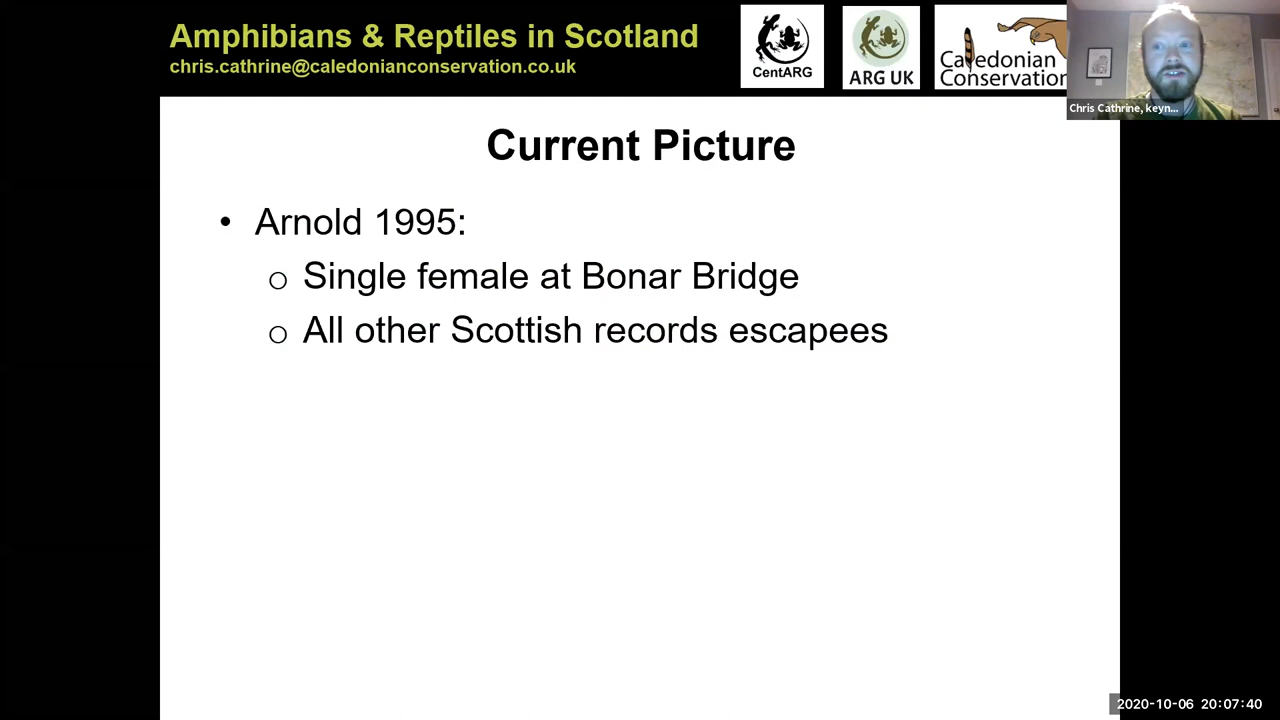 Amphibians & Reptiles in Scotland
chris.cathrine@caledonianconservation.co.uk
CentARG
ARG UK
Caledonian
Conservation
Chris Cathrine, keyn...
Current Picture
• Arnold 1995:
o Single female at Bonar Bridge
o All other Scottish records escapees
2020-10-06 20:07:40